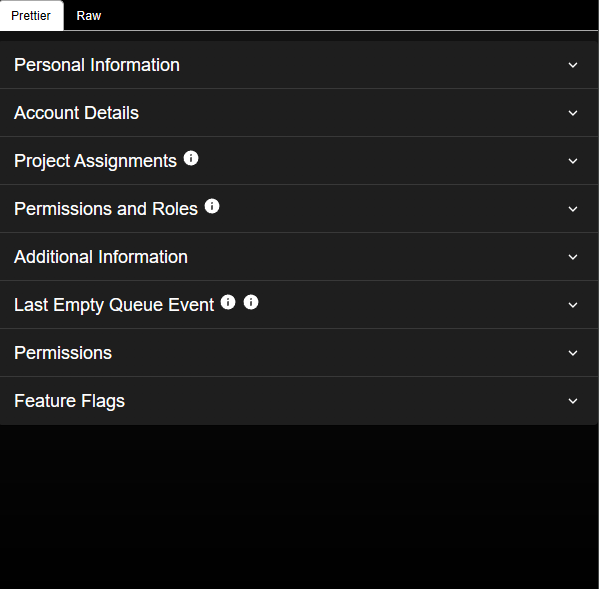 Prettier Raw
Personal Information
Account Details
Project Assignments
Permissions and Roles
Additional Information
Last Empty Queue Event
Permissions
Feature Flags